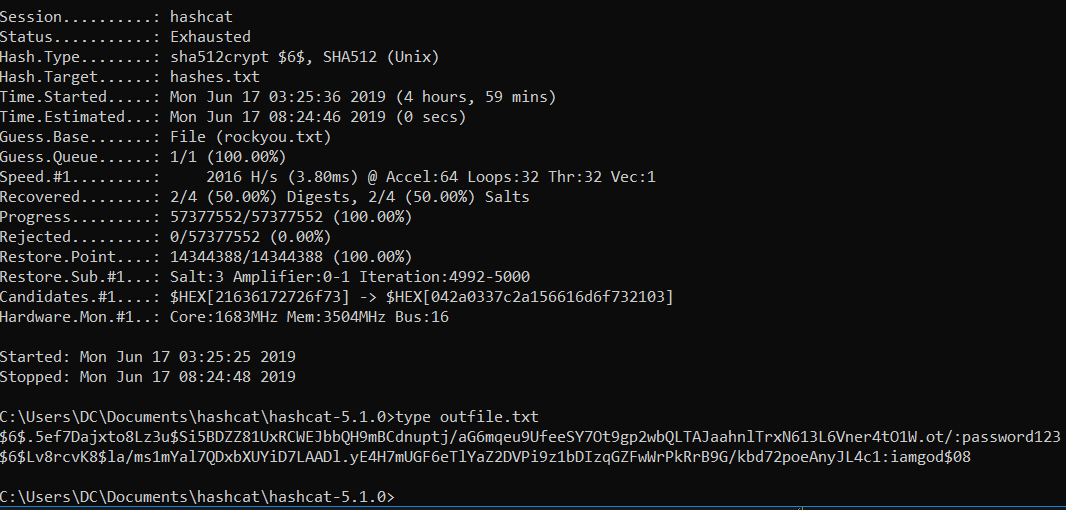 Session..........: hashcat
Status...........: Exhausted
Hash.Type........: sha512crypt $6$, SHA512 (Unix)
Hash.Target......: hashes.txt
Time.Started.....: Mon Jun 17 03:25:36 2019 (4 hours, 59 mins)
Time.Estimated...: Mon Jun 17 08:24:46 2019 (0 secs)
Guess.Base.......: File (rockyou.txt)
Guess.Queue......: 1/1 (100.00%)
Speed.#1.........:     2016 H/s (3.80ms) @ Accel:64 Loops:32 Thr:32 Vec:1
Recovered........: 2/4 (50.00%) Digests, 2/4 (50.00%) Salts
Progress.........: 57377552/57377552 (100.00%)
Rejected.........: 0/57377552 (0.00%)
Restore.Point....: 14344388/14344388 (100.00%)
Restore.Sub.#1...: Salt:3 Amplifier:0-1 Iteration:4992-5000
Candidates.#1....: $HEX[21636172726f73] -> $HEX[042a0337c2a156616d6f732103]
Hardware.Mon.#1..: Core:1683MHz Mem:3504MHz Bus:16
Started: Mon Jun 17 03:25:25 2019
Stopped: Mon Jun 17 08:24:48 2019
C:\Users\DC\Documents\hashcat\hashcat-5.1.0>type outfile.txt
$6$.5ef7Dajxto8Lz3u$Si5BDZZ81UxRCWEJbbQH9mBCdnuptj/aG6mqeu9UfeeSY7Ot9gp2wbQLTAJaahnlTrxN613L6Vner4tO1W.ot/:password123
$6$Lv8rcvK8$la/ms1mYal7QDxbXUYiD7LAADl.yE4H7mUGF6eTlYaZ2DVPi9z1bDIzqGZFwWrPkRrB9G/kbd72poeAnyJL4c1:iamgod$08
C:\Users\DC\Documents\hashcat\hashcat-5.1.0>